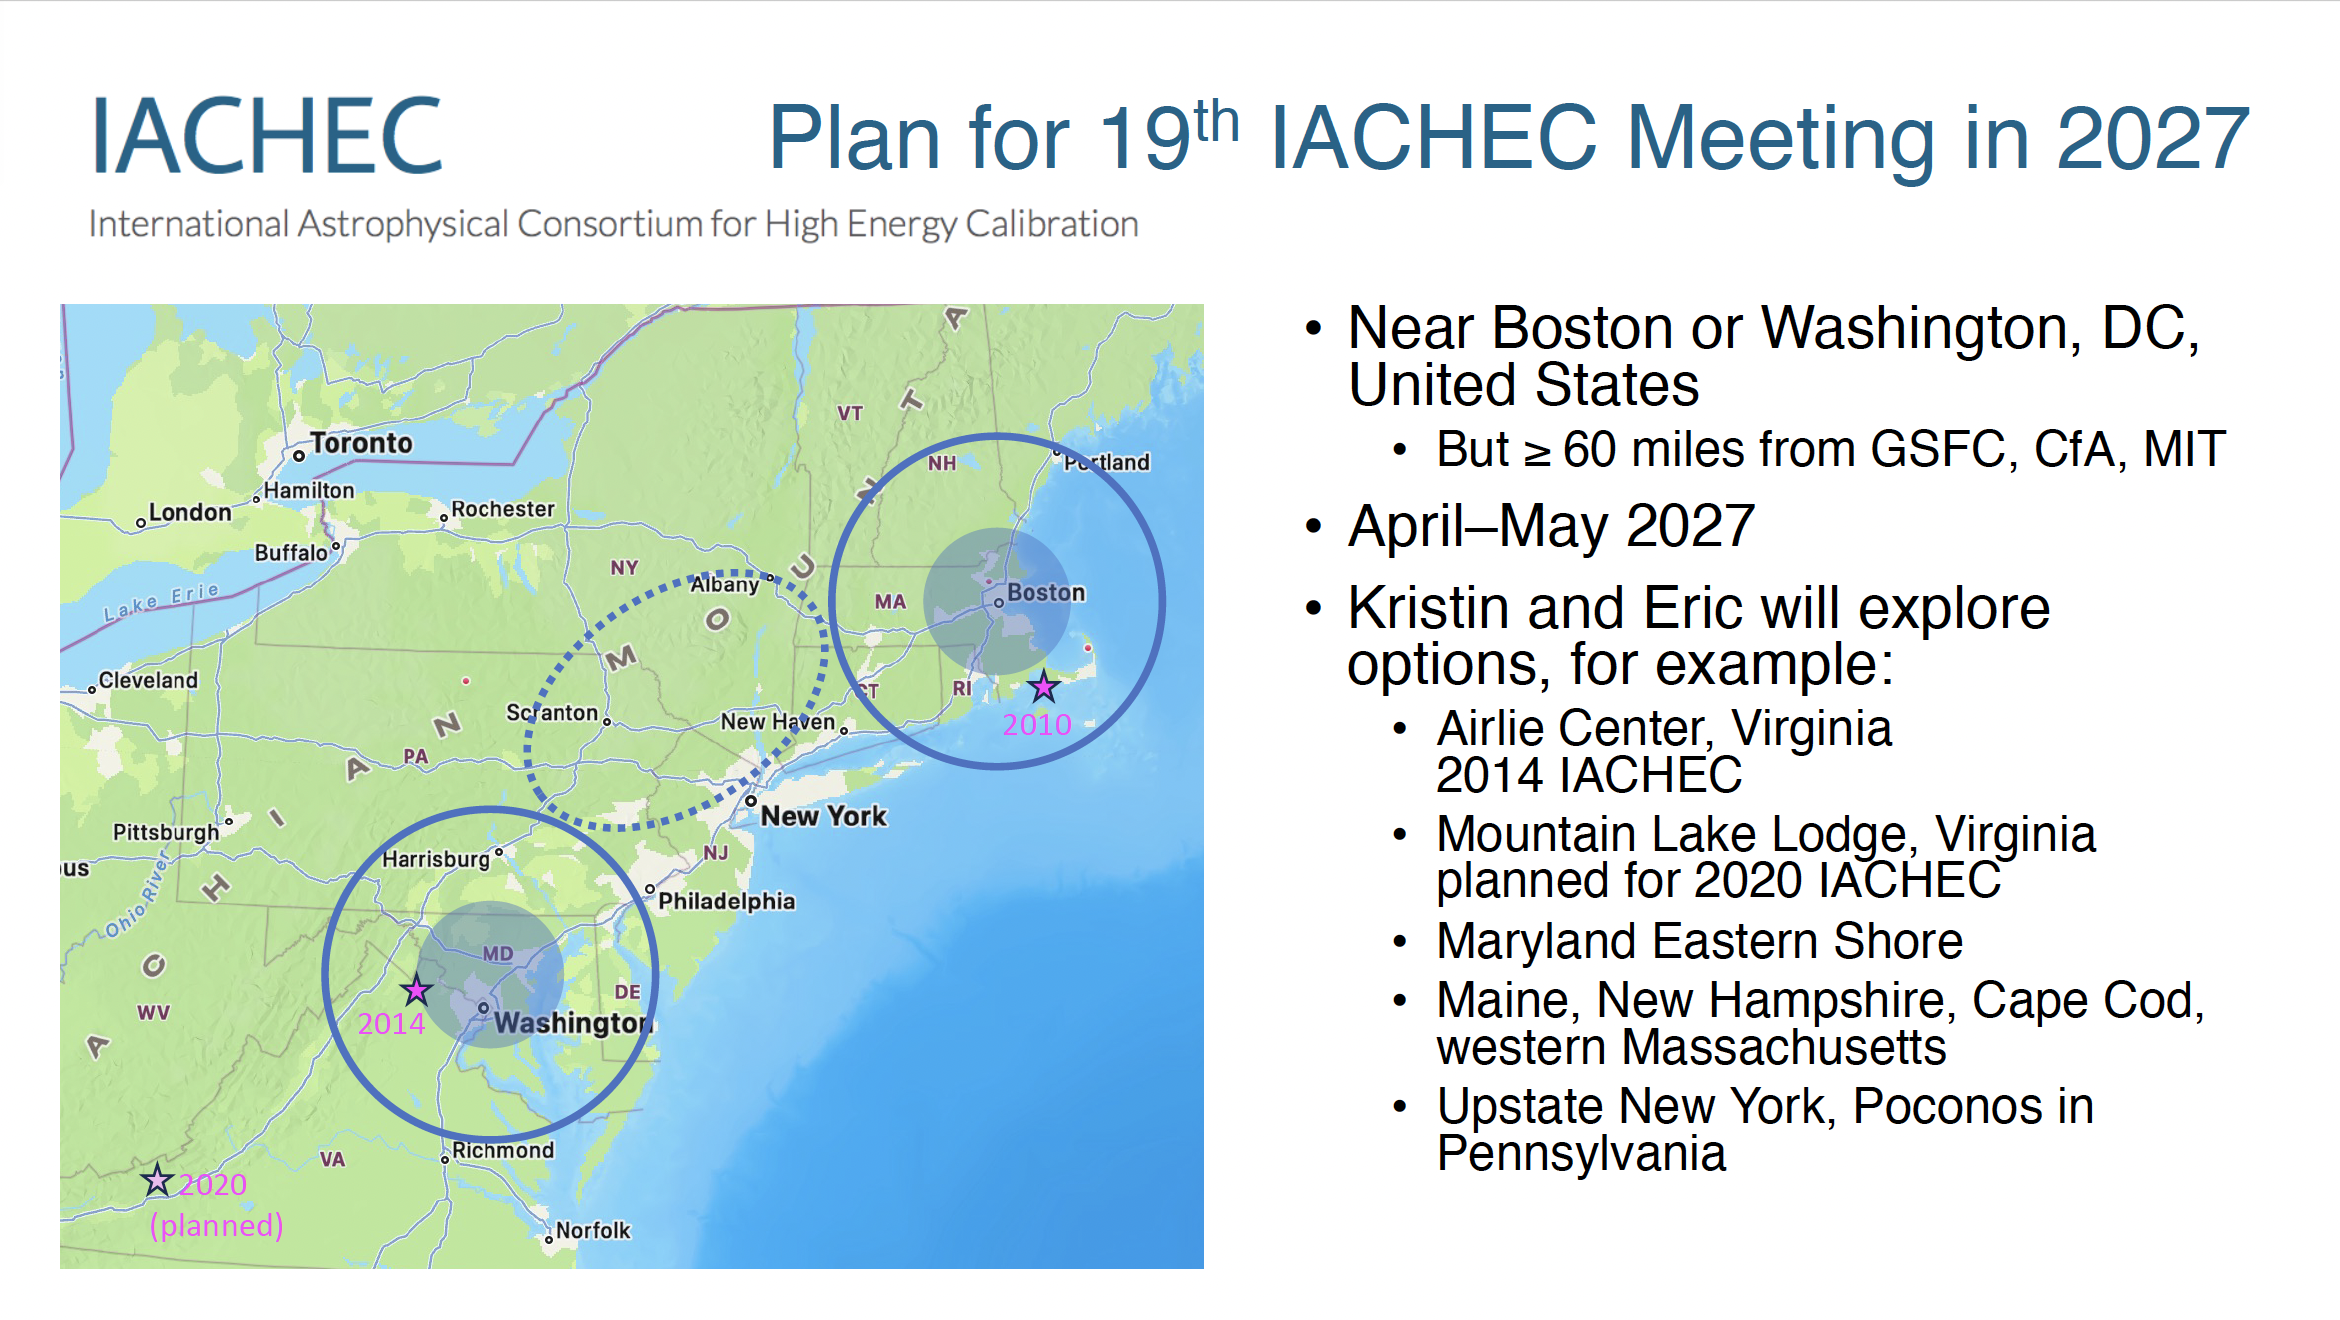 IACHEC
Plan for 19th IACHEC Meeting in 2027
International Astrophysical Consortium for High Energy Calibration
A
T
N
U
O
M
N
A
I
H
C
A
VT
NH
Portland
Toronto
Hamilton
London
Rochester
Buffalo
NY
Albany
MA
Boston
Lake Erie
Cleveland
Scranton
New Haven
CT
RI
2010
PA
New York
Pittsburgh
Harrisburg
NJ
Philadelphia
us
Ohio River
MD
DE
WV
2014
Washington
Richmond
VA
2020
(planned)
Norfolk
• Near Boston or Washington, DC,
United States
• But ≥ 60 miles from GSFC, CfA, MIT
• April–May 2027
• Kristin and Eric will explore
options, for example:
• Airlie Center, Virginia
2014 IACHEC
• Mountain Lake Lodge, Virginia
planned for 2020 IACHEC
• Maryland Eastern Shore
• Maine, New Hampshire, Cape Cod,
western Massachusetts
• Upstate New York, Poconos in
Pennsylvania